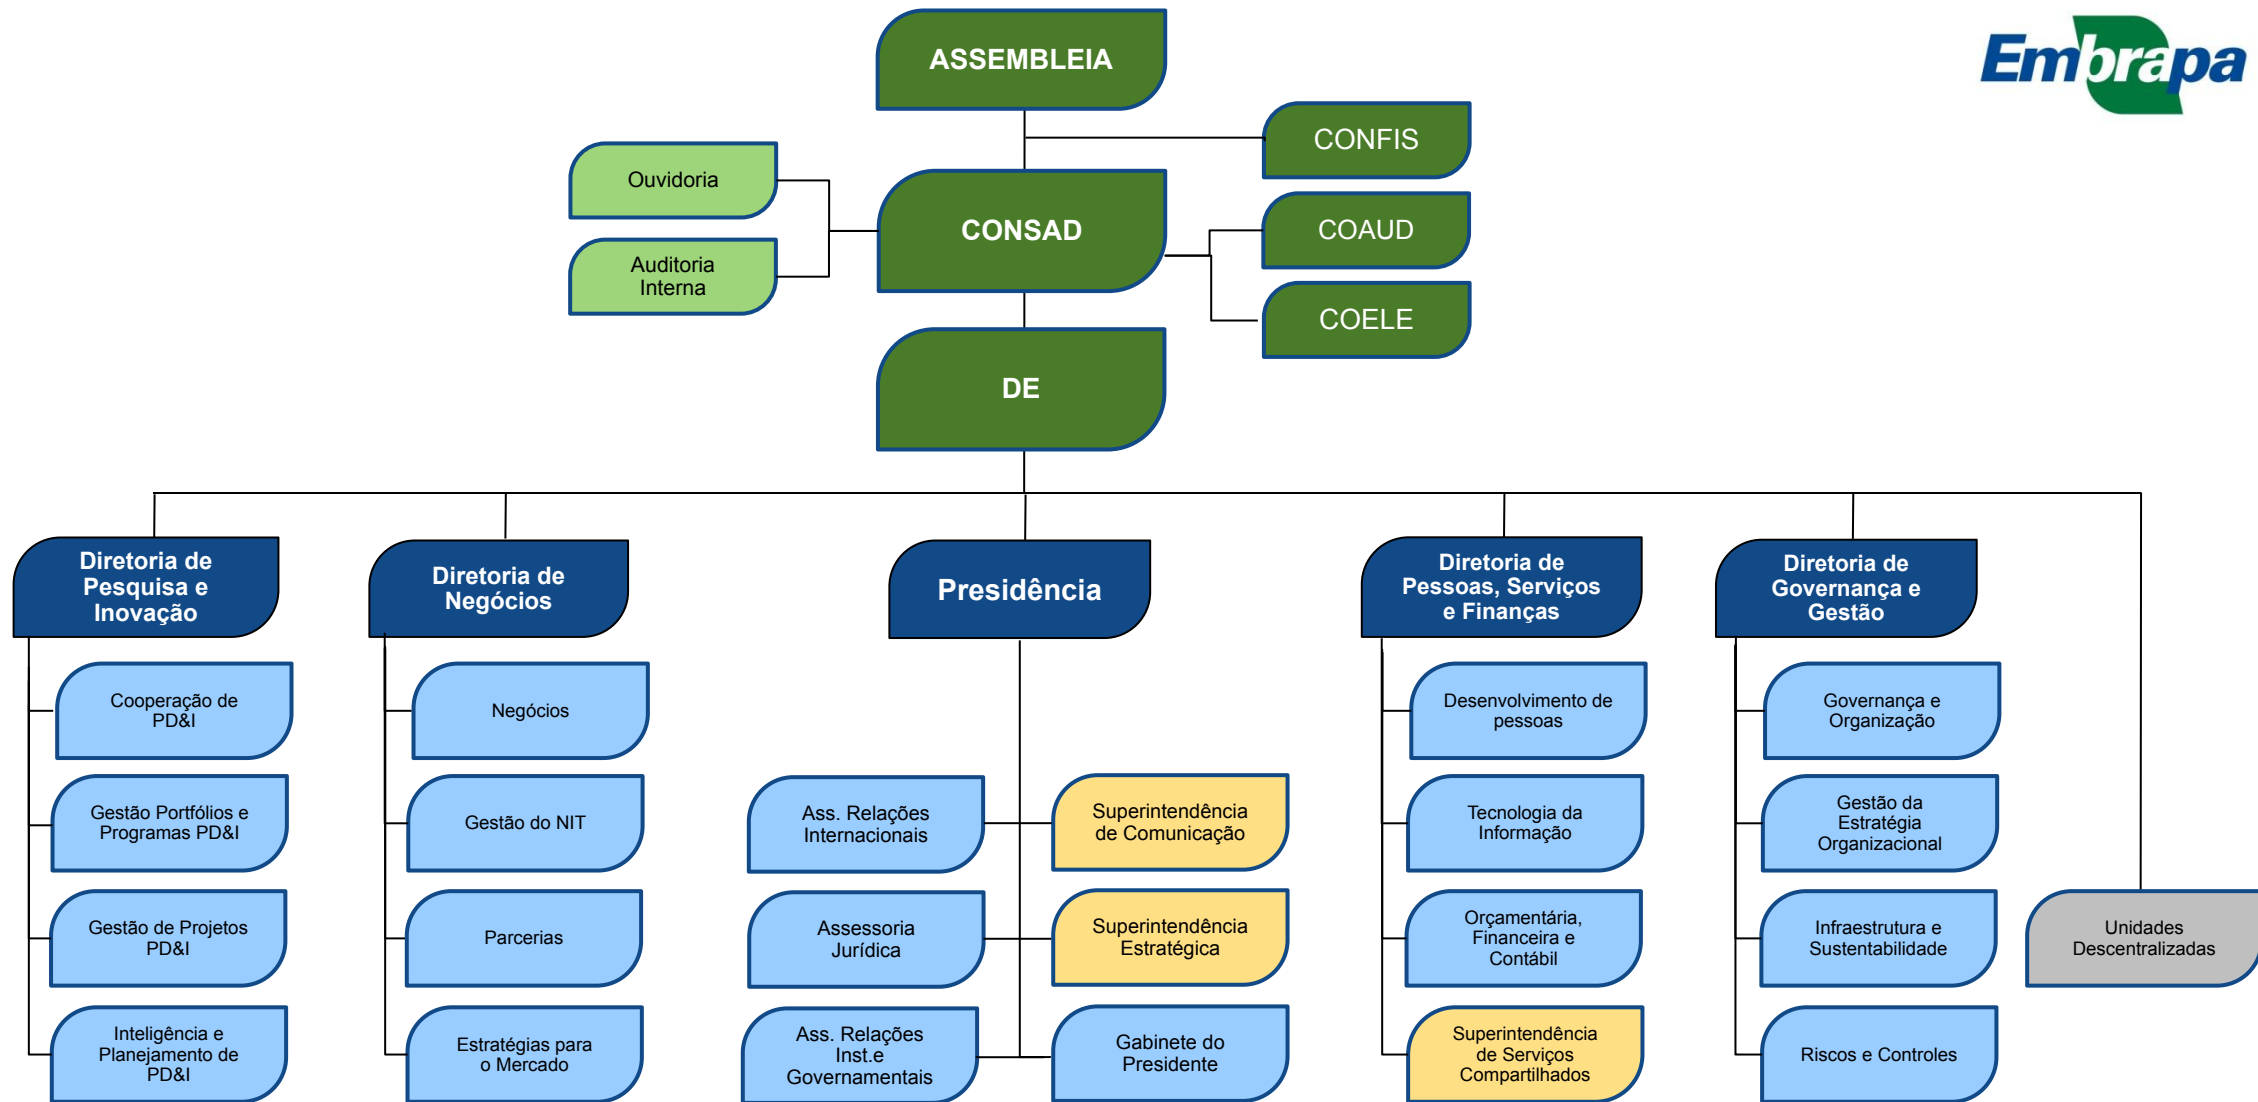 ASSEMBLEIA
Embrapa
CONFIS
Ouvidoria
CONSAD
COAUD
Auditoria
Interna
COELE
DE
Diretoria de
Pesquisa e
Inovação
Diretoria de
Negócios
Presidência
Diretoria de
Pessoas, Serviços
e Finanças
Diretoria de
Governança e
Gestão
Cooperação de
PD&I
Gestão Portfólios e
Programas PD&I
Gestão de Projetos
PD&I
Inteligência e
Planejamento de
PD&I
Negócios
Gestão do NIT
Parcerias
Estratégias para
o Mercado
Ass. Relações
Internacionais
Superintendência
de Comunicação
Assessoria
Jurídica
Superintendência
Estratégica
Ass. Relações
Inst.e
Governamentais
Gabinete do
Presidente
Desenvolvimento de
pessoas
Tecnologia da
Informação
Orçamentária,
Financeira e
Contábil
Superintendência
de Serviços
Compartilhados
Governança e
Organização
Gestão da
Estratégia
Organizacional
Infraestrutura e
Sustentabilidade
Riscos e Controles
Unidades
Descentralizadas